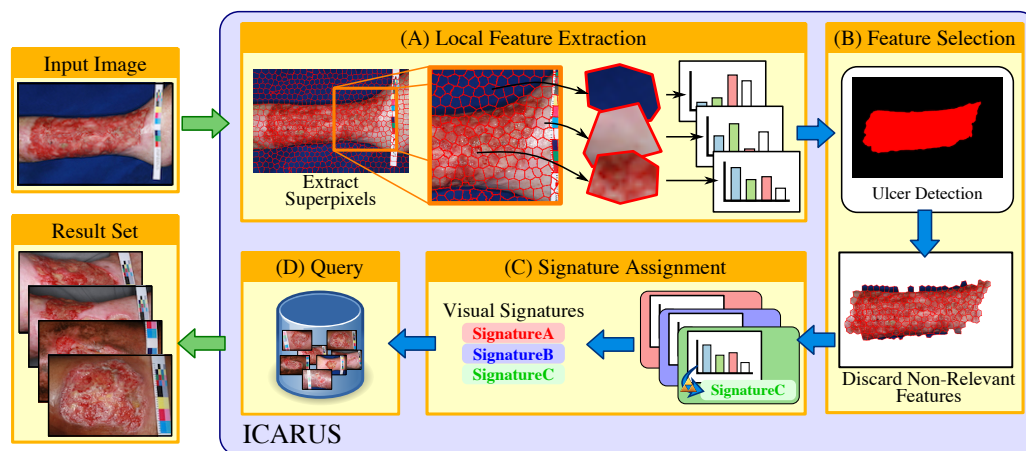 Input Image
(A) Local Feature Extraction
Extract
Superpixels
(B) Feature Selection
Ulcer Detection
Discard Non-Relevant
Features
(C) Signature Assignment
Visual Signatures
SignatureA
SignatureB
SignatureC
SignatureC
(D) Query
Result Set
ICARUS